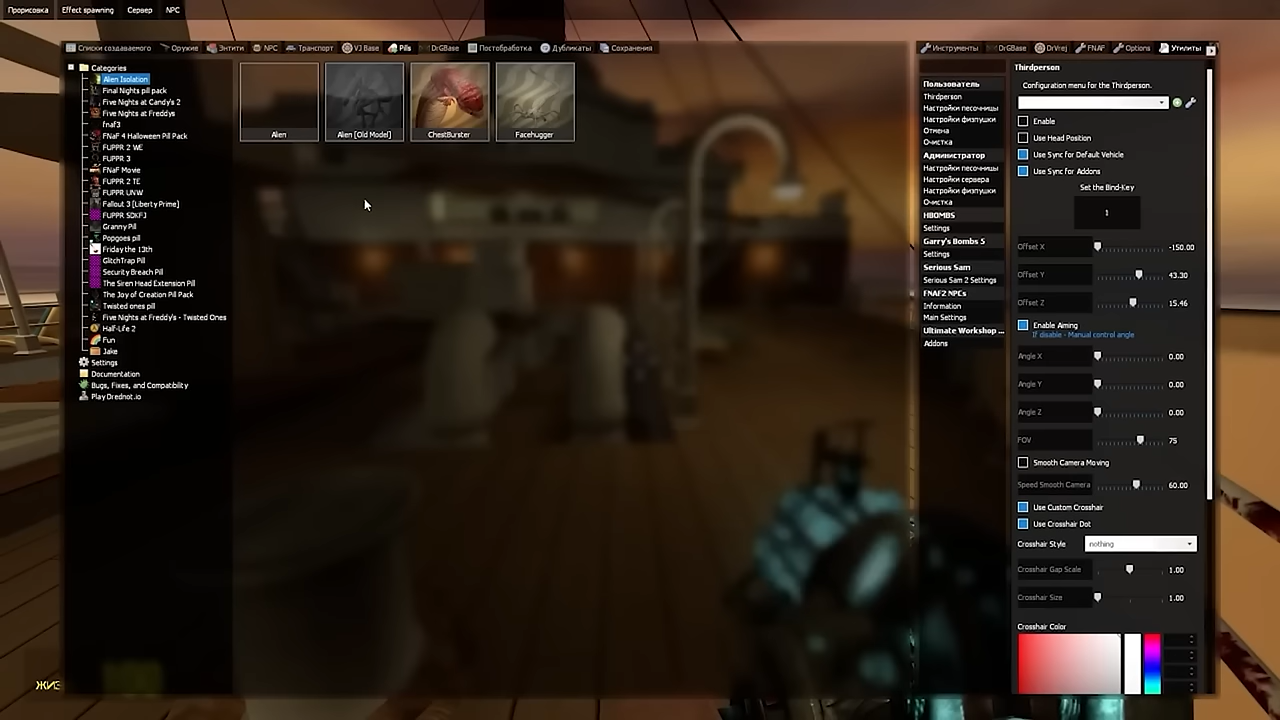 Прорисовка Effect spawning Сервер NPC
Списки создаваемого Оружие Энтити NPC Транспорт VJ Base Pills DrGBase Постобработка Дубликаты Сохранения
Categories
Alien Isolation
Final Nights pill pack
Five Nights at Candy's 2
Five Nights at Freddys
fnaf3
FNaF 4 Halloween Pill Pack
FUPPR 2 WE
FUPPR 3
FNaF Movie
FUPPR 2 TE
FUPPR UNW
Fallout 3 [Liberty Prime]
FUPPR SDKFJ
Granny Pill
Popgoes pill
Friday the 13th
GlitchTrap Pill
Security Breach Pill
The Siren Head Extension Pill
The Joy of Creation Pill Pack
Twisted ones pill
Five Nights at Freddy's - Twisted Ones
Half-Life 2
Fun
Jake
Settings
Documentation
Bugs, Fixes, and Compatibility
Play Drednot.io
Alien
Alien [Old Model]
ChestBurster
Facehugger
Инструменты DrGBase DrVrej FNAF Options Утилиты
Пользователь
Thirdperson
Настройки песочницы
Настройки физпушки
Отмена
Очистка
Администратор
Настройки песочницы
Настройки сервера
Настройки физпушки
Очистка
HBOMBS
Settings
Garry's Bombs 5
Settings
Serious Sam
Serious Sam 2 Settings
FNAF2 NPCs
Information
Main Settings
Ultimate Workshop ...
Addons
Thirdperson
Configuration menu for the Thirdperson.
Enable
Use Head Position
Use Sync for Default Vehicle
Use Sync for Addons
Set the Bind-Key
1
Offset X -150.00
Offset Y 43.30
Offset Z 15.46
Enable Aiming
If disable - Manual control angle
Angle X 0.00
Angle Y 0.00
Angle Z 0.00
FOV 75
Smooth Camera Moving
Speed Smooth Camera 60.00
Use Custom Crosshair
Use Crosshair Dot
Crosshair Style nothing
Crosshair Gap Scale 1.00
Crosshair Size 1.00
Crosshair Color